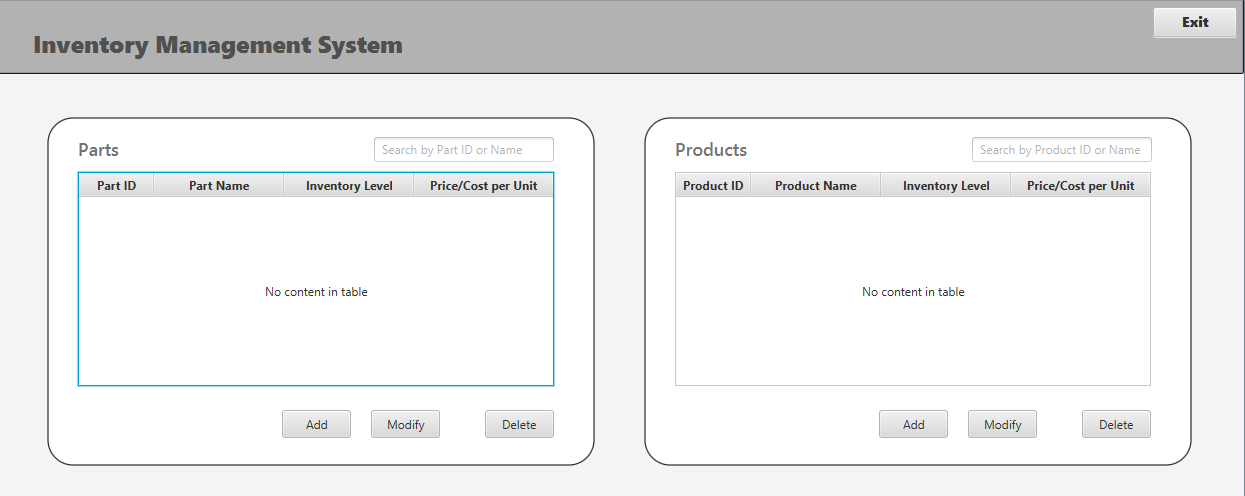 Exit
Inventory Management System
Parts
Search by Part ID or Name
Part ID Part Name Inventory Level Price/Cost per Unit
No content in table
Add Modify Delete
Products
Search by Product ID or Name
Product ID Product Name Inventory Level Price/Cost per Unit
No content in table
Add Modify Delete